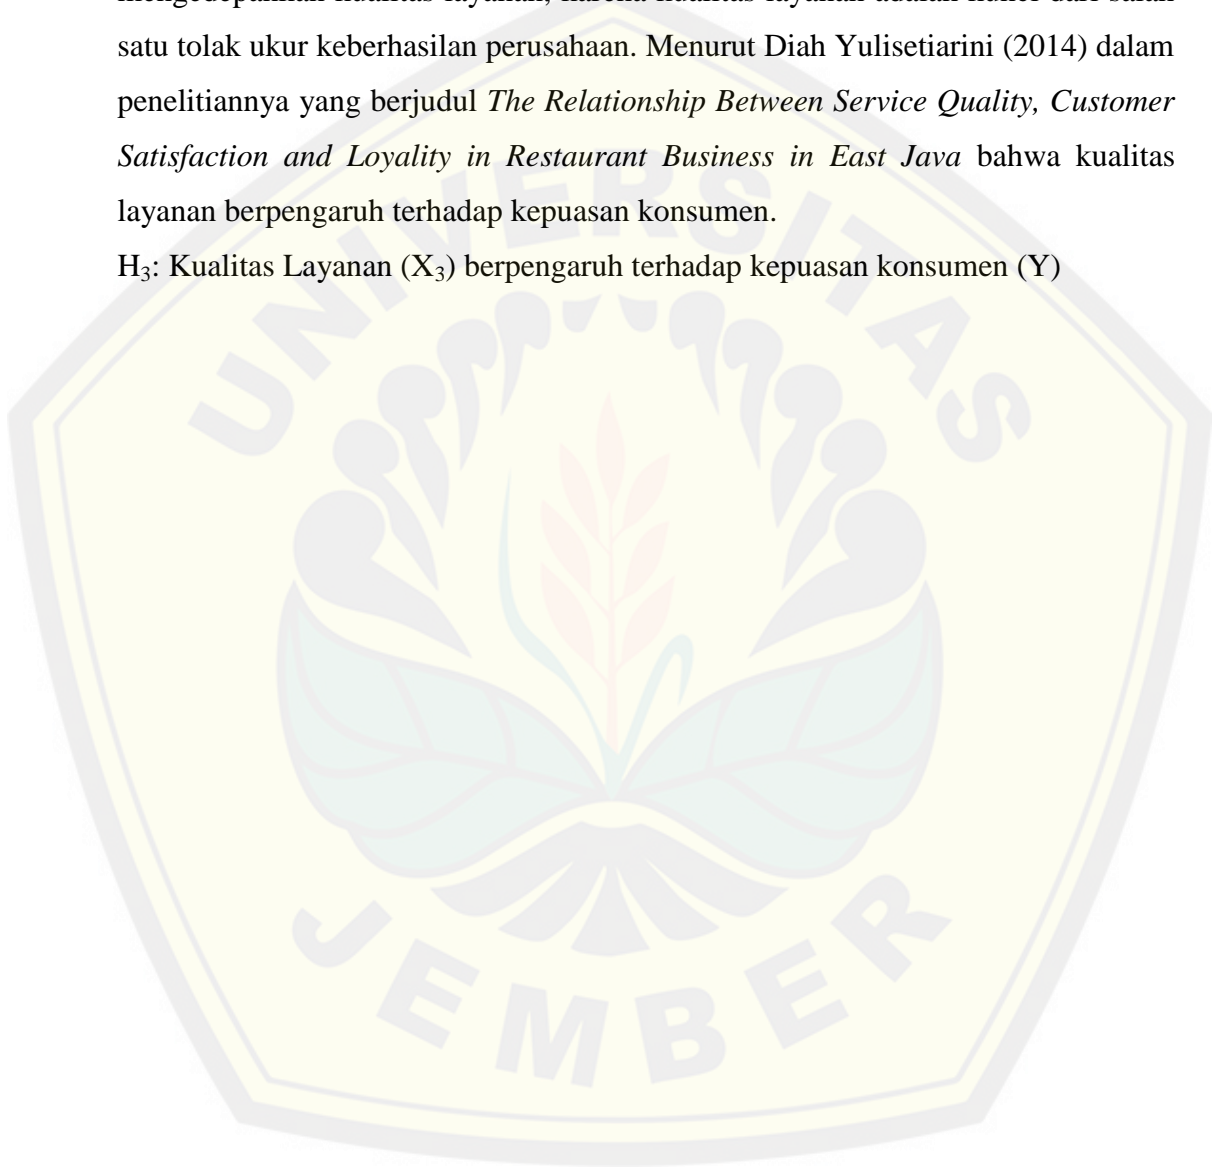 satu tolak ukur keberhasilan perusahaan. Menurut Diah Yulisetiarini (2014) dalam
penelitiannya yang berjudul The Relationship Between Service Quality, Customer
Satisfaction and Loyality in Restaurant Business in East Java bahwa kualitas
layanan berpengaruh terhadap kepuasan konsumen.
H₃: Kualitas Layanan (X₃) berpengaruh terhadap kepuasan konsumen (Y)
UNIVERSITAS
JEMBER